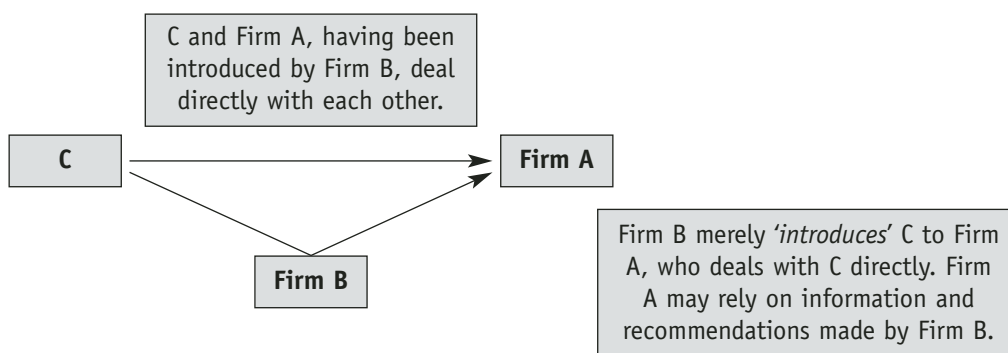 C and Firm A, having been
introduced by Firm B, deal
directly with each other.
C
Firm A
Firm B
Firm B merely ‘introduces’ C to Firm
A, who deals with C directly. Firm
A may rely on information and
recommendations made by Firm B.